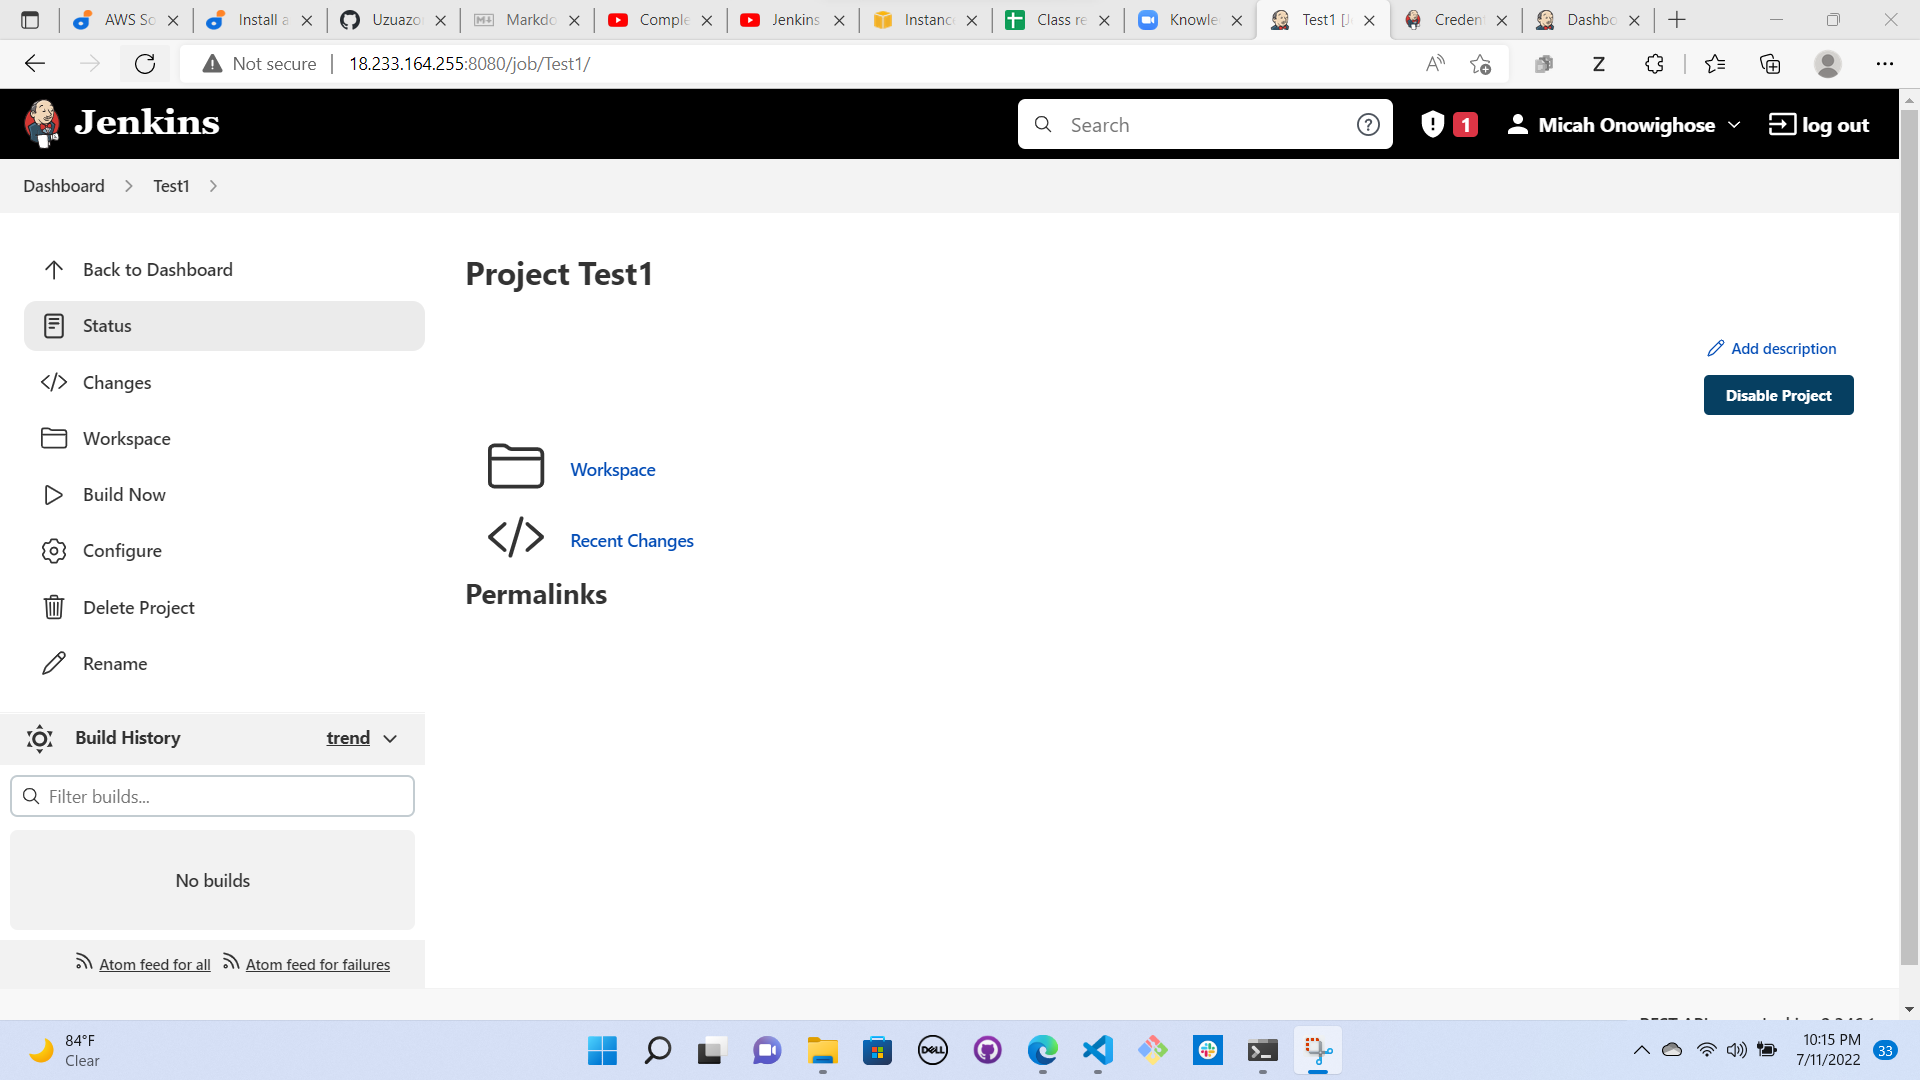 AWS So
Install a
Uzuazo
Markdo
Comple
Jenkins
Instance
Class re
Knowle
Test1 [J
Creden
Dashbo
Not secure
18.233.164.255:8080/job/Test1/
Jenkins
Search
1
Micah Onowighose
log out
Dashboard
Test1
Back to Dashboard
Status
Changes
Workspace
Build Now
Configure
Delete Project
Rename
Project Test1
Add description
Disable Project
Workspace
Recent Changes
Permalinks
Build History
trend
Filter builds...
No builds
Atom feed for all
Atom feed for failures
84°F
Clear
DELL
10:15 PM
7/11/2022
33